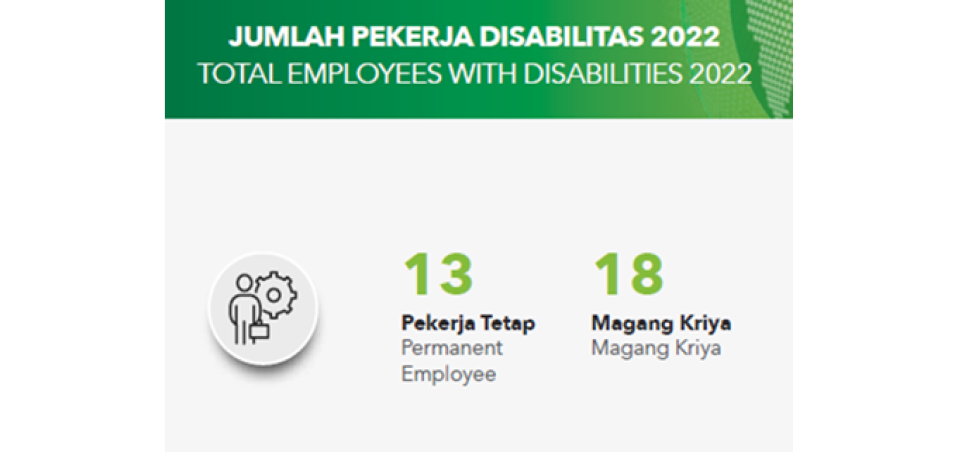 JUMLAH PEKERJA DISABILITAS 2022
TOTAL EMPLOYEES WITH DISABILITIES 2022
13
Pekerja Tetap
Permanent
Employee
18
Magang Kriya
Magang Kriya